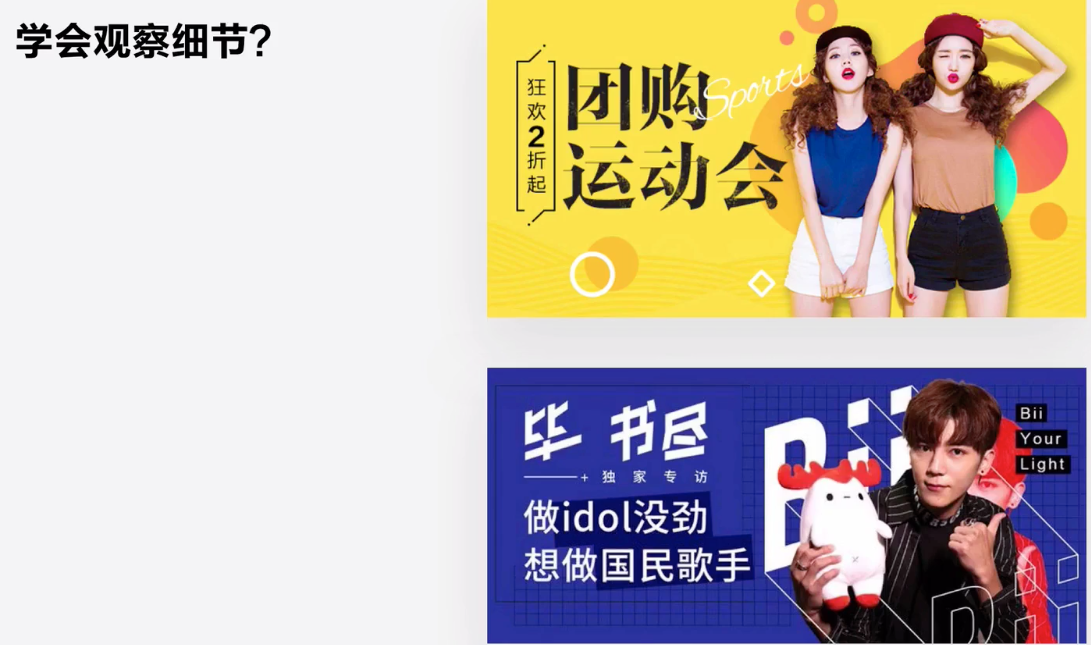 学会观察细节?
狂欢2折起
团购
Sports
运动会
毕书尽
+独家专访
做idol没劲
想做国民歌手
Bii
Bii
Your
Light
Bii